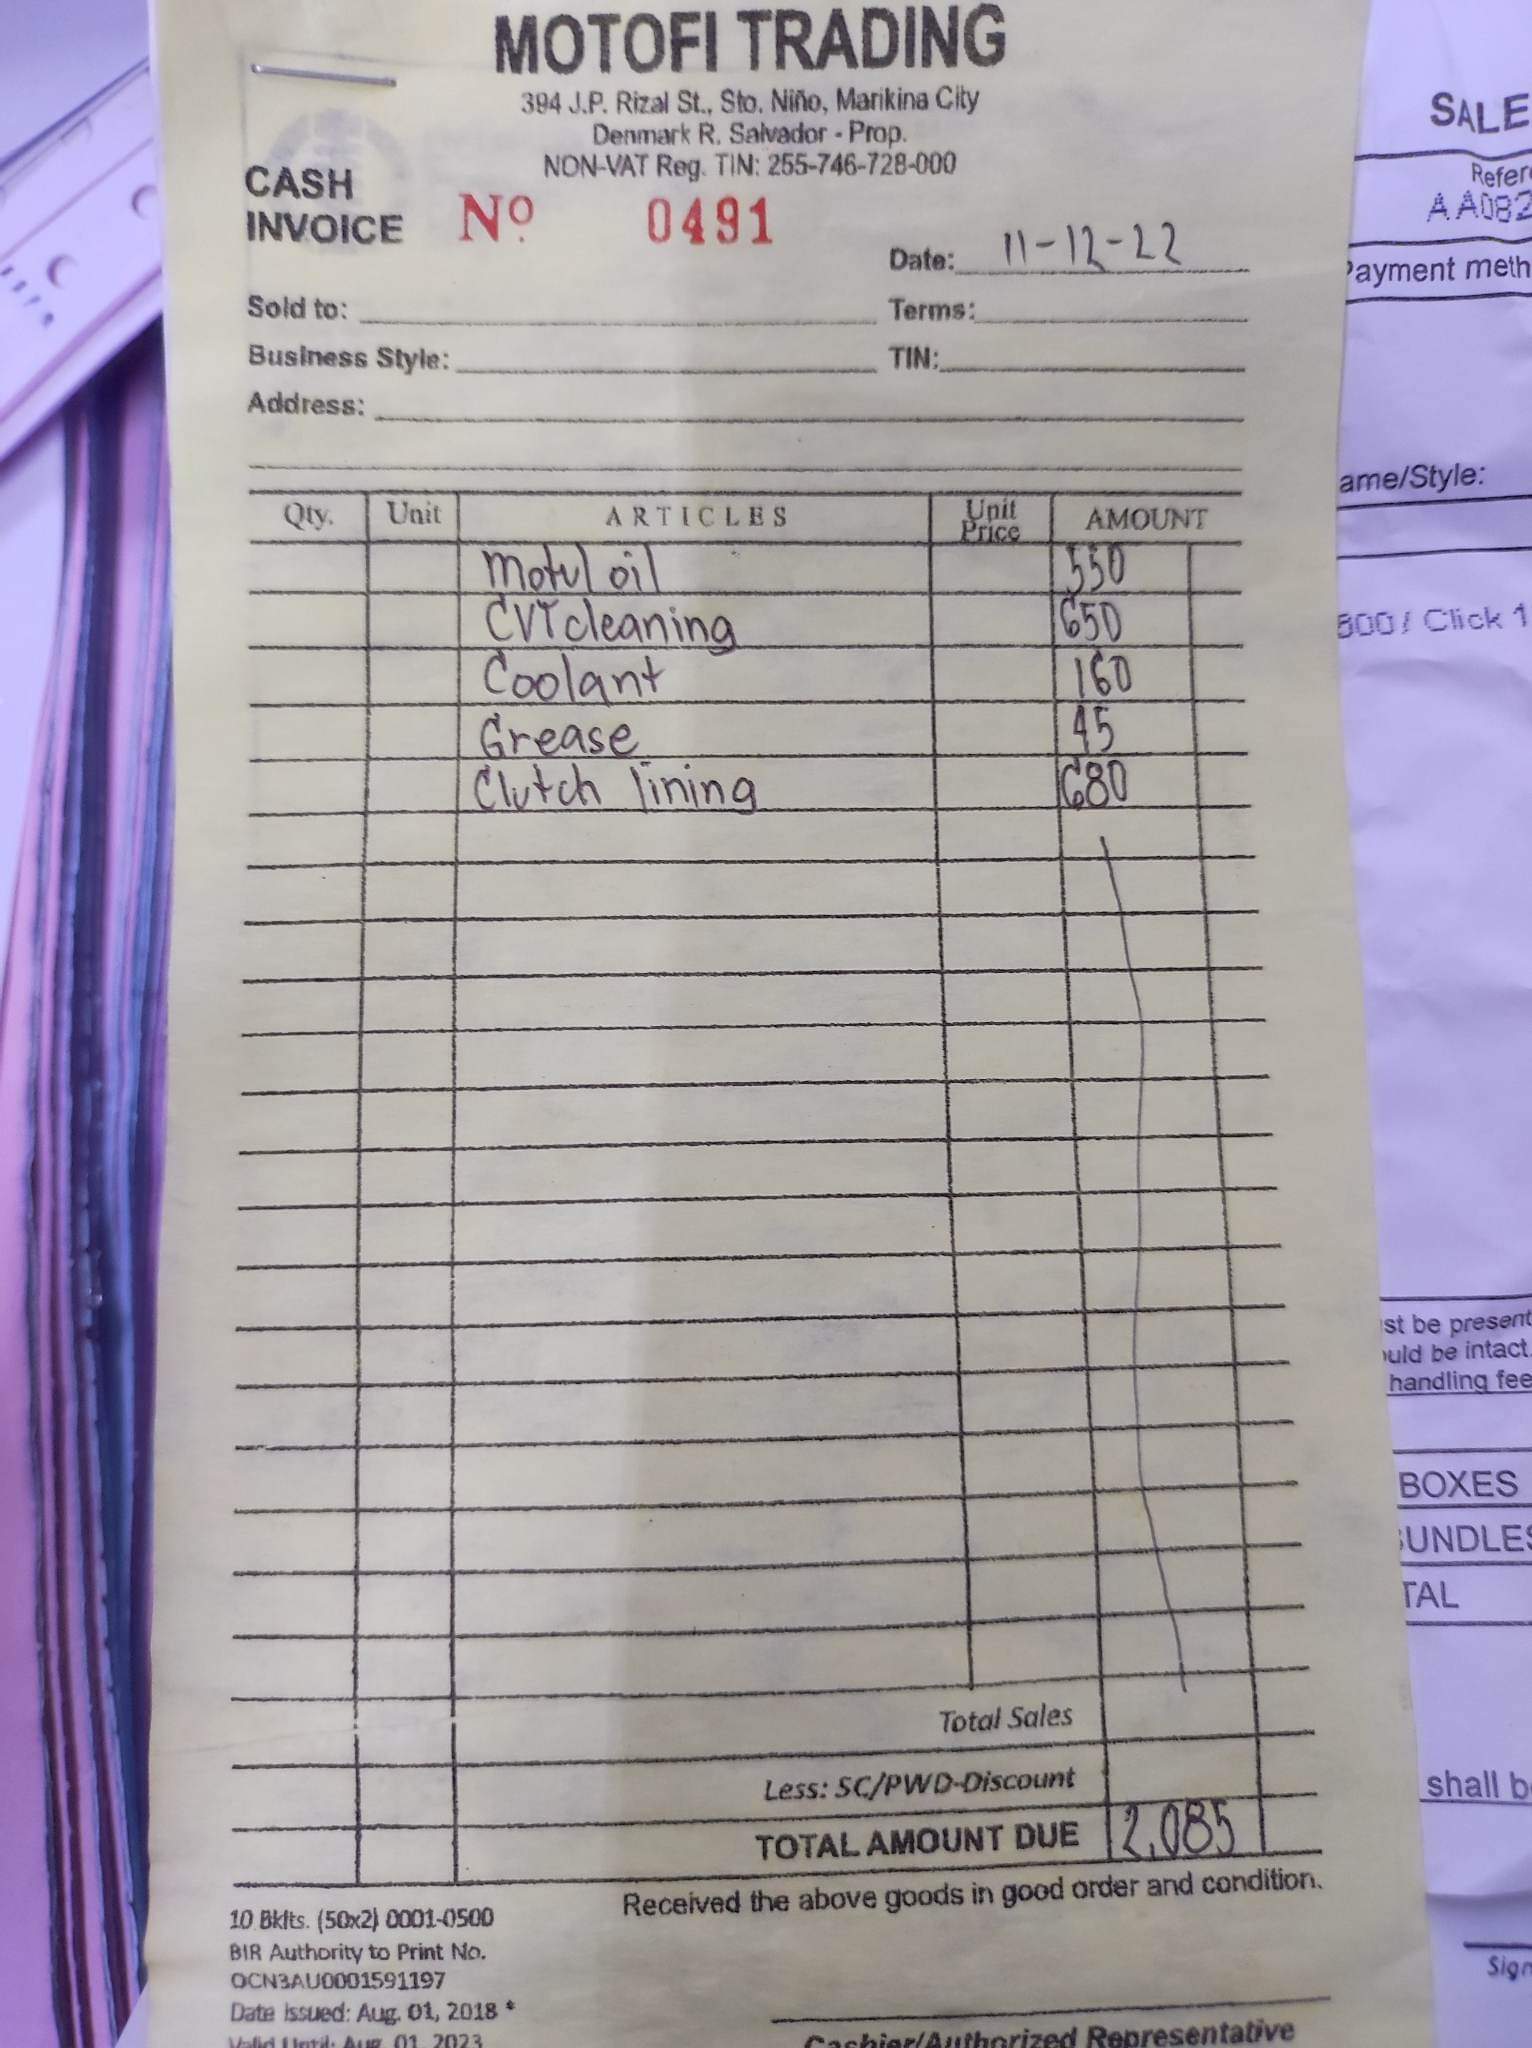 MOTOFI TRADING
394 J.P. Rizal St., Sto. Niño, Marikina City
Denmark R. Salvador - Prop.
NON-VAT Reg. TIN: 255-746-728-000
CASH
INVOICE Nº 0491
Date: 11-12-22
Sold to: Terms:
Business Style: TIN:
Address:
Qty. Unit ARTICLES Unit Price AMOUNT
Motul oil 550
CVT cleaning 650
Coolant 160
Grease 45
Clutch lining 680
Total Sales
Less: SC/PWD-Discount
TOTAL AMOUNT DUE 2,085
Received the above goods in good order and condition.
10 Bklts. (50x2) 0001-0500
BIR Authority to Print No.
OCN3AU0001591197
Date Issued: Aug. 01, 2018 *
Valid Until: Aug. 01, 2023
Cashier/Authorized Representative
SALE
Refer
AA082
Payment meth
ame/Style:
/ Click 1
st be present
uld be intact.
handling fee
BOXES
UNDLES
TAL
shall b
Sign